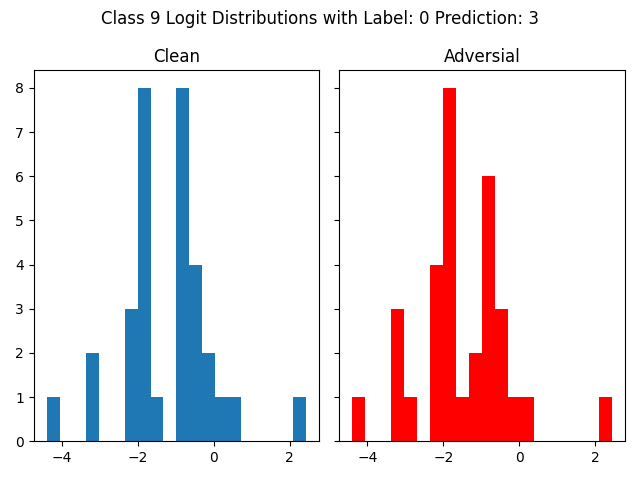 Class 9 Logit Distributions with Label: 0 Prediction: 3
Clean
Adversial
8
7
6
5
4
3
2
1
0
−4 −2 0 2
−4 −2 0 2